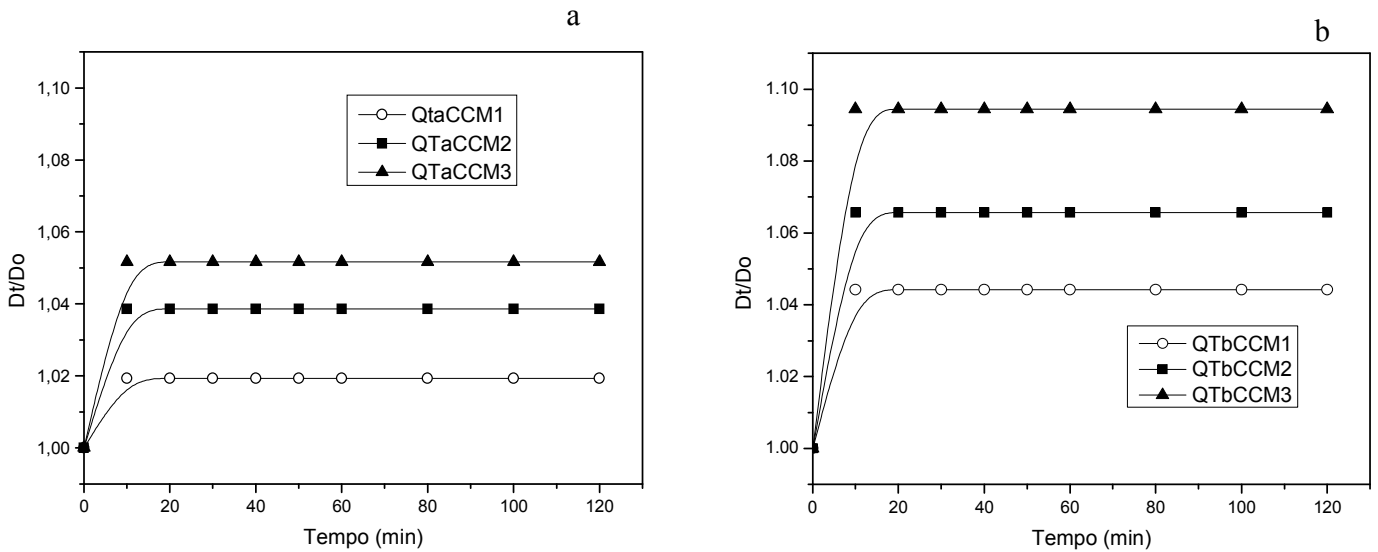 a
1,10
1,08
1,06
1,04
1,02
1,00
Dt/Do
QtaCCM1
QTaCCM2
QTaCCM3
0 20 40 60 80 100 120
Tempo (min)
b
1.10
1.08
1.06
1.04
1.02
1.00
Dt/Do
QTbCCM1
QTbCCM2
QTbCCM3
0 20 40 60 80 100 120
Tempo (min)